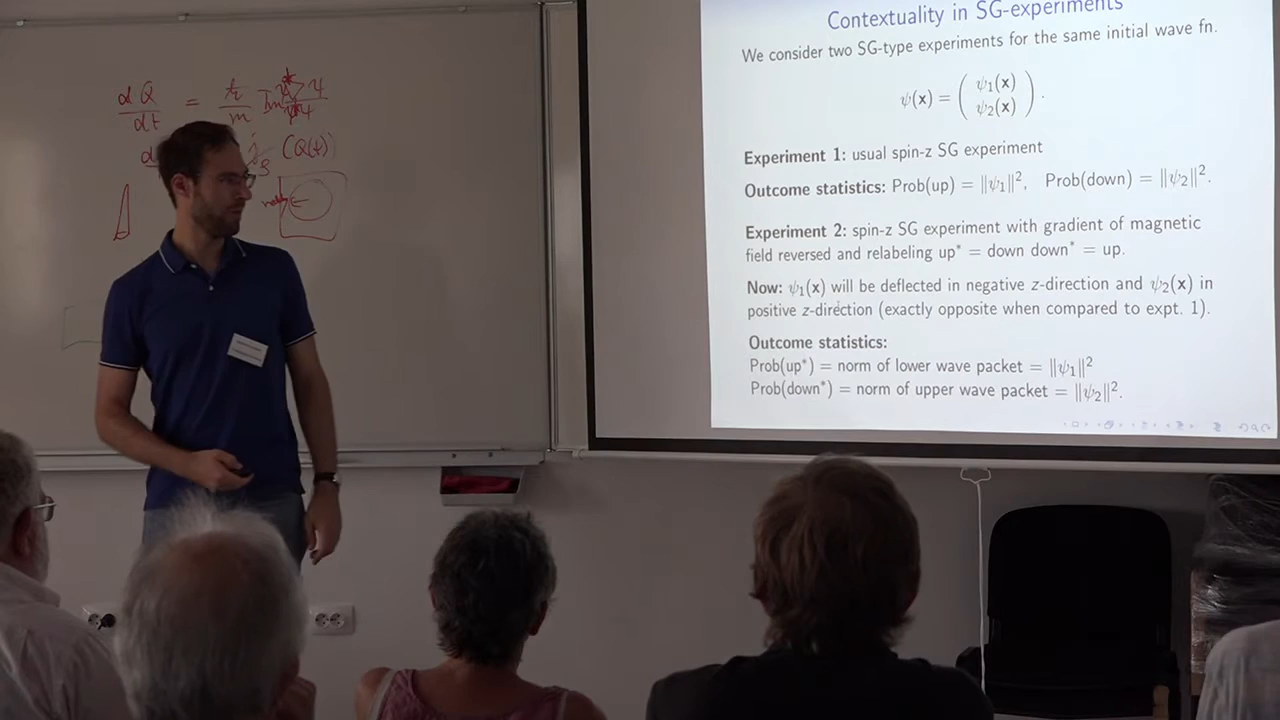 Contextuality in SG-experiments
We consider two SG-type experiments for the same initial wave fn.
ψ(x) = ( ψ₁(x)
ψ₂(x) ) .
Experiment 1: usual spin-z SG experiment
Outcome statistics: Prob(up) = ‖ψ₁‖², Prob(down) = ‖ψ₂‖².
Experiment 2: spin-z SG experiment with gradient of magnetic
field reversed and relabeling up* = down down* = up.
Now: ψ₁(x) will be deflected in negative z-direction and ψ₂(x) in
positive z-direction (exactly opposite when compared to expt. 1).
Outcome statistics:
Prob(up*) = norm of lower wave packet = ‖ψ₁‖²
Prob(down*) = norm of upper wave packet = ‖ψ₂‖².
dQ
dt = ħ
m Im
(Q(t))